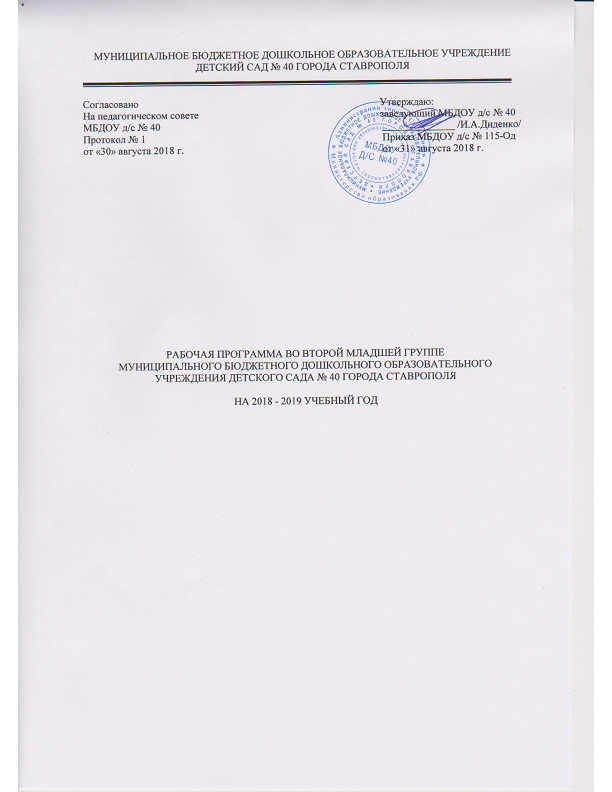 МУНИЦИПАЛЬНОЕ БЮДЖЕТНОЕ ДОШКОЛЬНОЕ ОБРАЗОВАТЕЛЬНОЕ УЧРЕЖДЕНИЕ
ДЕТСКИЙ САД № 40 ГОРОДА СТАВРОПОЛЯ
Согласовано
На педагогическом совете
МБДОУ д/с № 40
Протокол № 1
от «30» августа 2018 г.
Утверждаю:
заведующий МБДОУ д/с № 40
/И.А.Диденко/
Приказ МБДОУ д/с № 115-Од
от «31» августа 2018 г.
МБДОУ
Д/С №40
РАБОЧАЯ ПРОГРАММА ВО ВТОРОЙ МЛАДШЕЙ ГРУППЕ
МУНИЦИПАЛЬНОГО БЮДЖЕТНОГО ДОШКОЛЬНОГО ОБРАЗОВАТЕЛЬНОГО
УЧРЕЖДЕНИЯ ДЕТСКОГО САДА № 40 ГОРОДА СТАВРОПОЛЯ
НА 2018 - 2019 УЧЕБНЫЙ ГОД